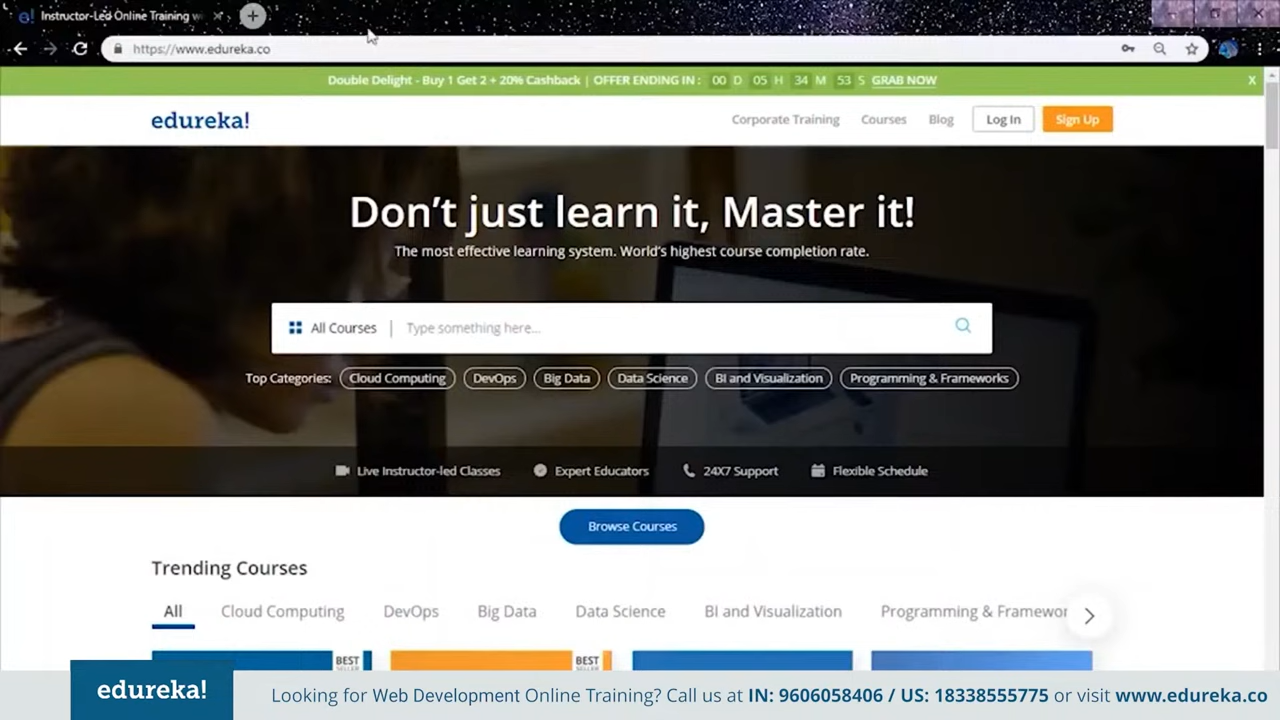 Instructor-Led Online Training w
https://www.edureka.co
Double Delight - Buy 1 Get 2 + 20% Cashback | OFFER ENDING IN : 00 D 05 H 34 M 53 S GRAB NOW X
edureka!
Corporate Training Courses Blog Log In Sign Up
Don't just learn it, Master it!
The most effective learning system. World's highest course completion rate.
All Courses | Type something here...
Top Categories: Cloud Computing DevOps Big Data Data Science BI and Visualization Programming & Frameworks
Live Instructor-led Classes Expert Educators 24X7 Support Flexible Schedule
Browse Courses
Trending Courses
All Cloud Computing DevOps Big Data Data Science BI and Visualization Programming & Framewor
BEST SELLER BEST SELLER
edureka! Looking for Web Development Online Training? Call us at IN: 9606058406 / US: 18338555775 or visit www.edureka.co